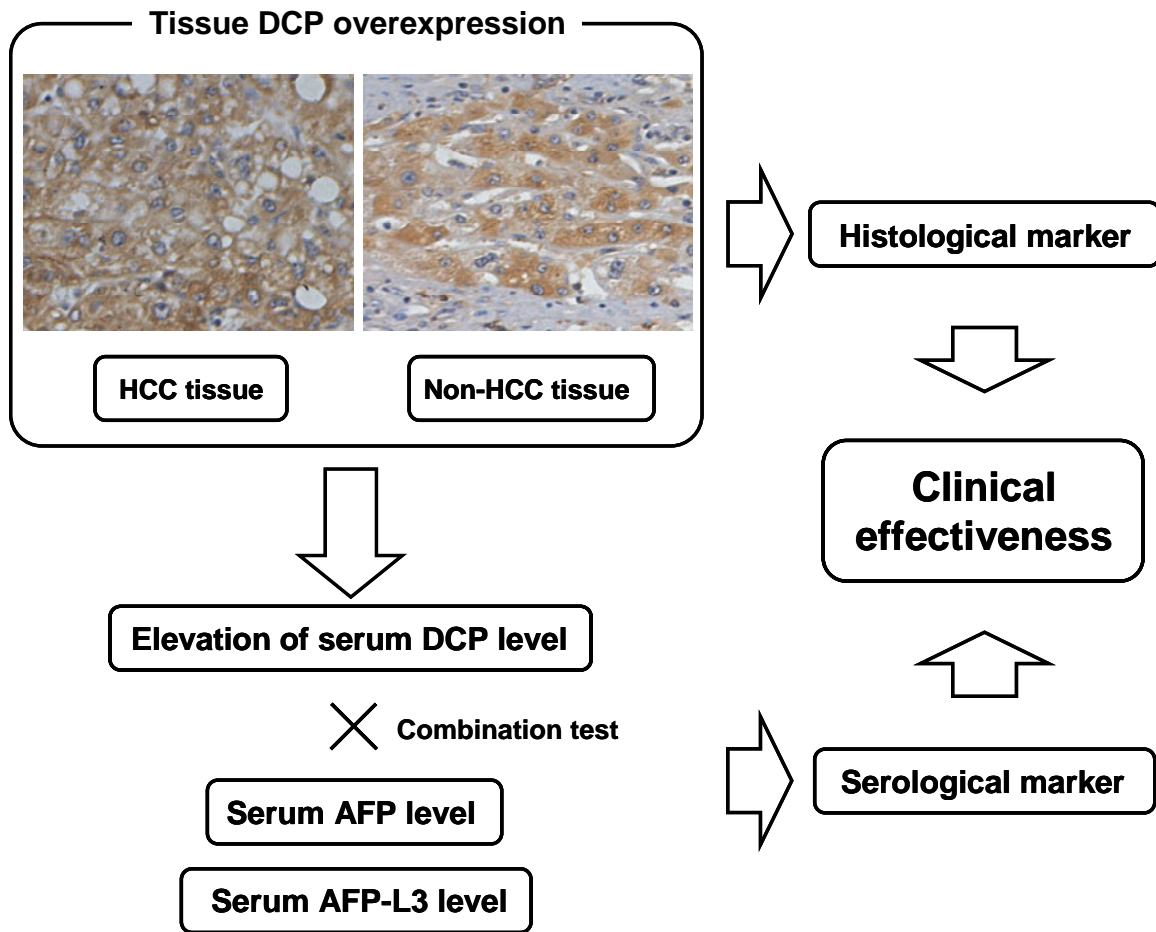 Tissue DCP overexpression
HCC tissue
Non-HCC tissue
Histological marker
Clinical
effectiveness
Elevation of serum DCP level
Combination test
Serum AFP level
Serum AFP-L3 level
Serological marker